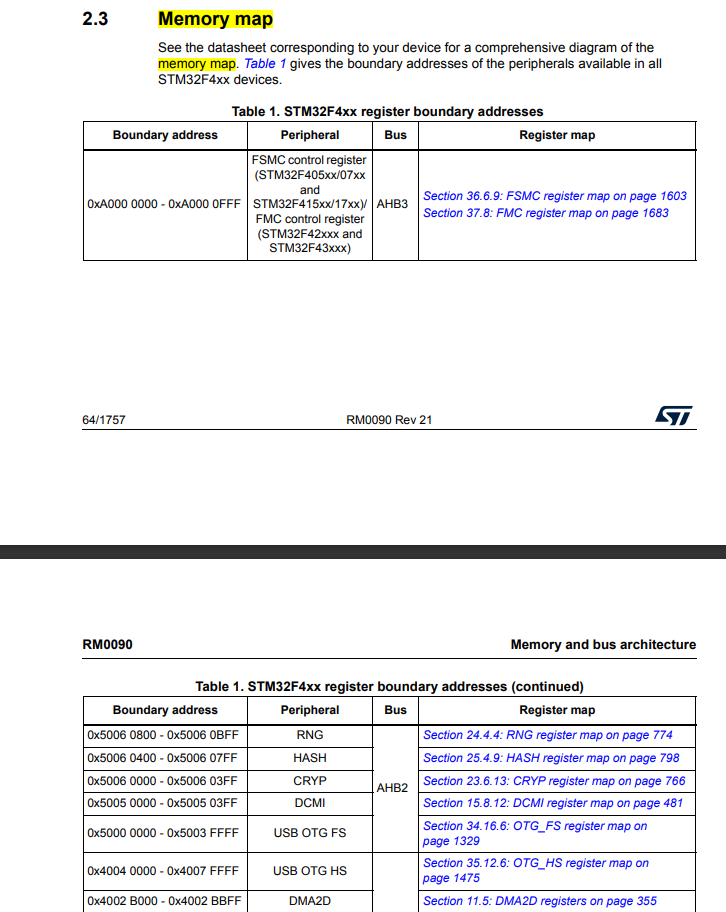 2.3 Memory map
See the datasheet corresponding to your device for a comprehensive diagram of the
memory map. Table 1 gives the boundary addresses of the peripherals available in all
STM32F4xx devices.
Table 1. STM32F4xx register boundary addresses
Boundary address Peripheral Bus Register map
0xA000 0000 - 0xA000 0FFF
FSMC control register
(STM32F405xx/07xx
and
STM32F415xx/17xx)/
FMC control register
(STM32F42xxx and
STM32F43xxx)
AHB3
Section 36.6.9: FSMC register map on page 1603
Section 37.8: FMC register map on page 1683
64/1757 RM0090 Rev 21 ST
RM0090 Memory and bus architecture
Table 1. STM32F4xx register boundary addresses (continued)
Boundary address Peripheral Bus Register map
0x5006 0800 - 0x5006 0BFF RNG Section 24.4.4: RNG register map on page 774
0x5006 0400 - 0x5006 07FF HASH Section 25.4.9: HASH register map on page 798
0x5006 0000 - 0x5006 03FF CRYP Section 23.6.13: CRYP register map on page 766
AHB2
0x5005 0000 - 0x5005 03FF DCMI Section 15.8.12: DCMI register map on page 481
0x5000 0000 - 0x5003 FFFF USB OTG FS Section 34.16.6: OTG_FS register map on
page 1329
0x4004 0000 - 0x4007 FFFF USB OTG HS Section 35.12.6: OTG_HS register map on
page 1475
0x4002 B000 - 0x4002 BBFF DMA2D Section 11.5: DMA2D registers on page 355